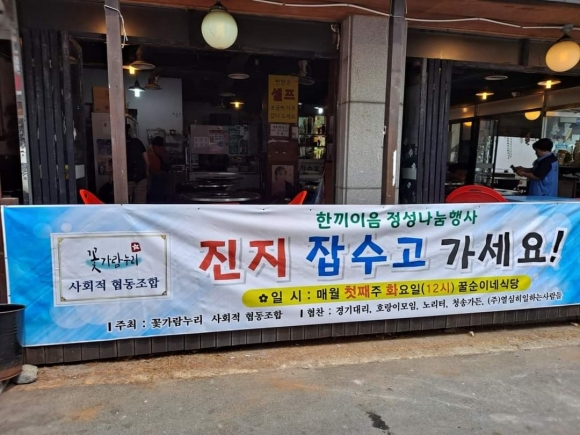 셀프
한끼이음 정성나눔행사
꽃가람누리
사회적 협동조합
진지 잡수고 가세요!
✿일 시 : 매월 첫째주 화요일(12시) 꿀순이네식당
┃주최 : 꽃가람누리 사회적 협동조합 ┃협찬 : 경기대리, 호랑이모임, 노리터, 청송가든, (주)열심히일하는사람들